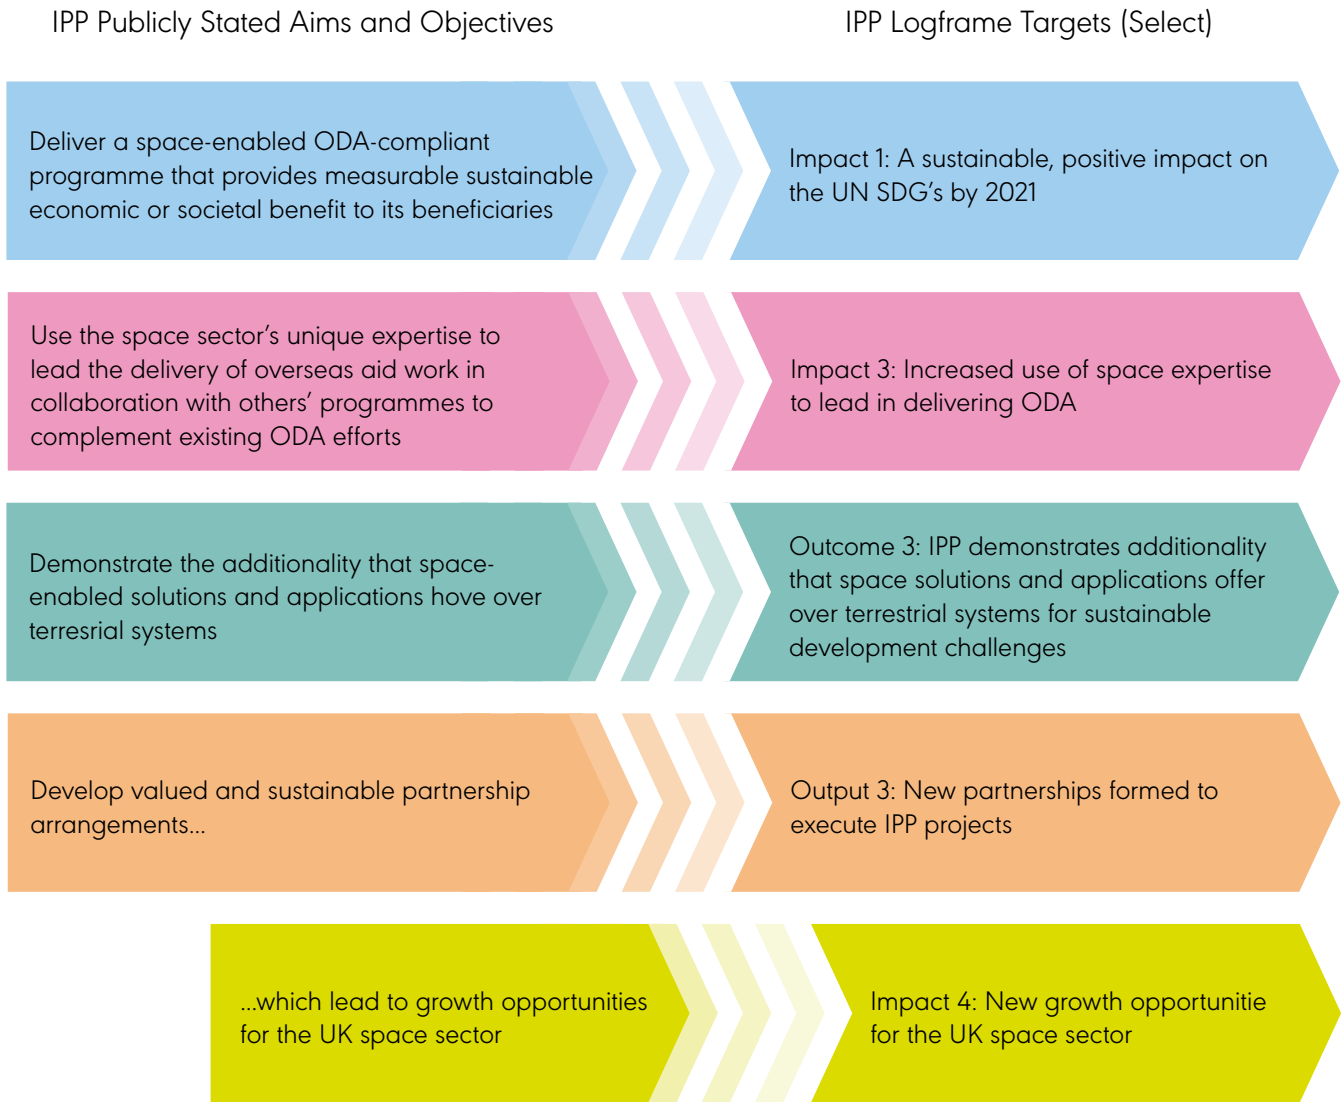 IPP Publicly Stated Aims and Objectives
IPP Logframe Targets (Select)
Deliver a space-enabled ODA-compliant
programme that provides measurable sustainable
economic or societal benefit to its beneficiaries
Impact 1: A sustainable, positive impact on
the UN SDG's by 2021
Use the space sector's unique expertise to
lead the delivery of overseas aid work in
collaboration with others' programmes to
complement existing ODA efforts
Impact 3: Increased use of space expertise
to lead in delivering ODA
Demonstrate the additionality that space-
enabled solutions and applications hove over
terresrial systems
Outcome 3: IPP demonstrates additionality
that space solutions and applications offer
over terrestrial systems for sustainable
development challenges
Develop valued and sustainable partnership
arrangements...
Output 3: New partnerships formed to
execute IPP projects
...which lead to growth opportunities
for the UK space sector
Impact 4: New growth opportunitie
for the UK space sector